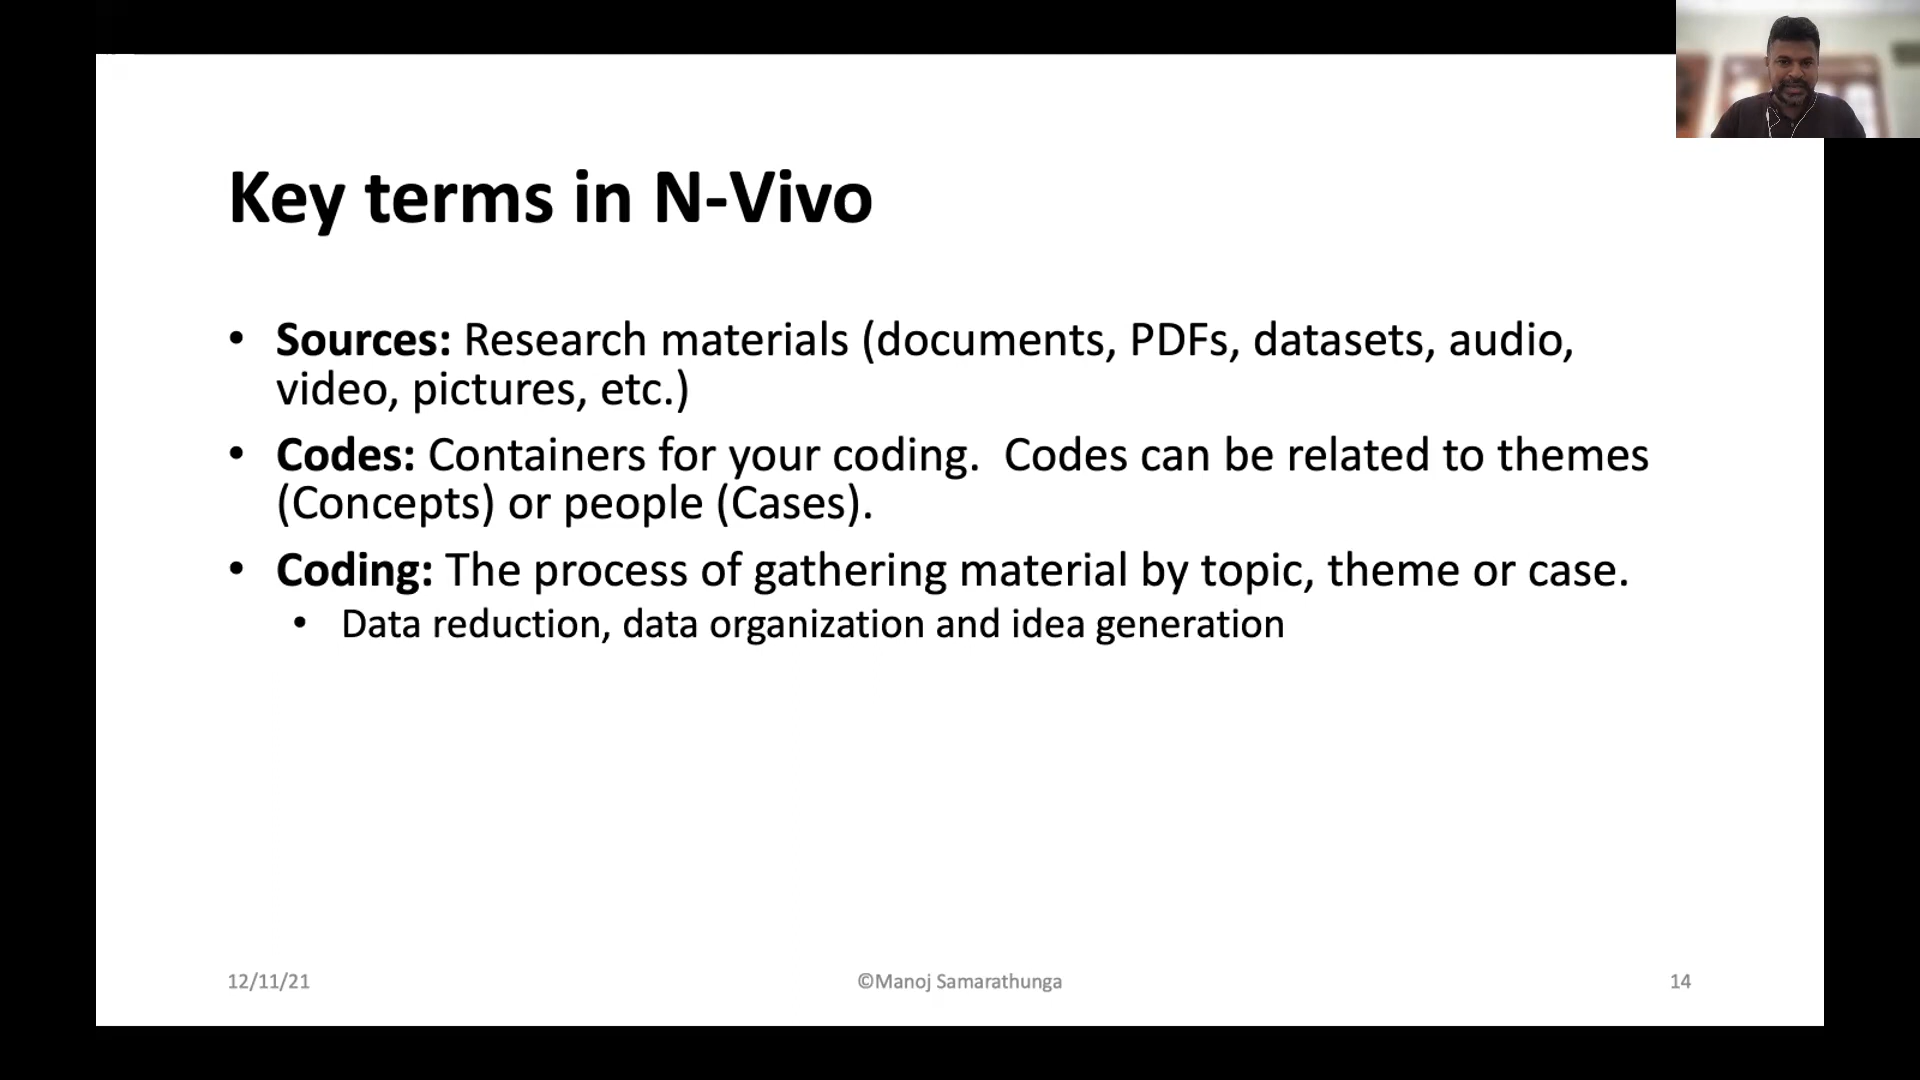 Key terms in N-Vivo
• Sources: Research materials (documents, PDFs, datasets, audio,
video, pictures, etc.)
• Codes: Containers for your coding.  Codes can be related to themes
(Concepts) or people (Cases).
• Coding: The process of gathering material by topic, theme or case.
• Data reduction, data organization and idea generation
12/11/21
©Manoj Samarathunga
14